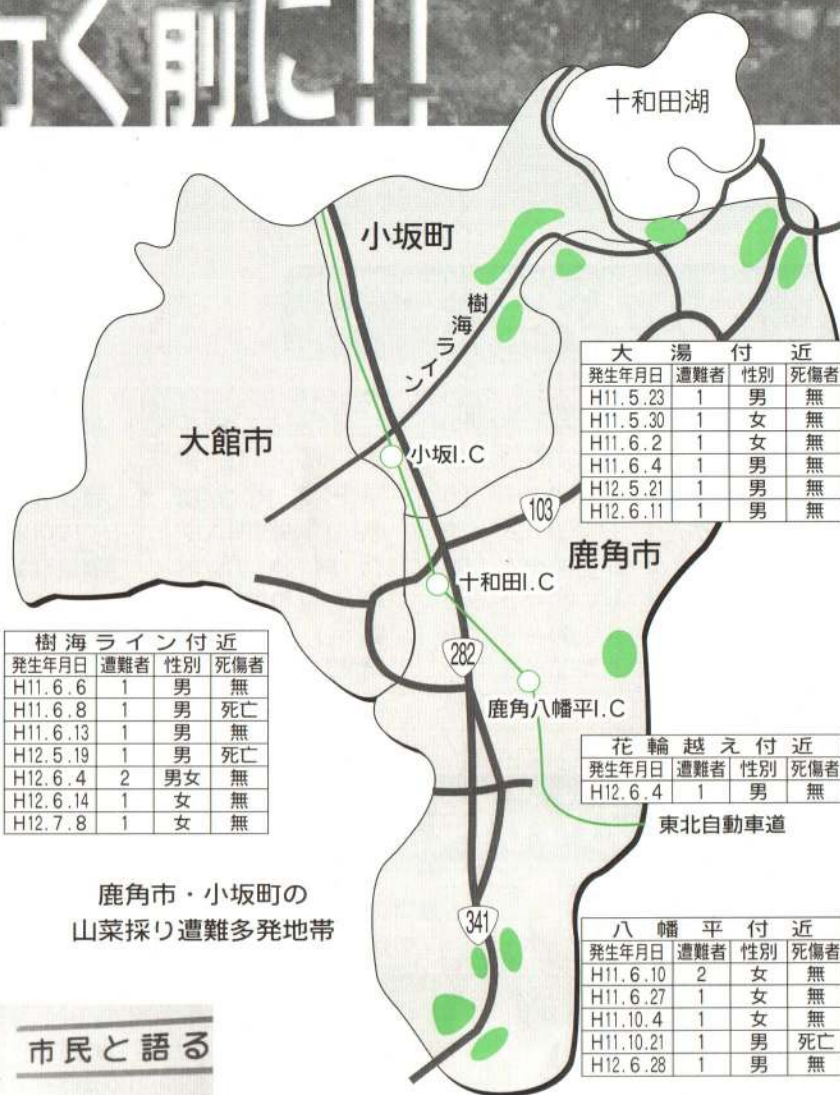 行く前に!!
十和田湖
小坂町
樹海ライン
大館市
小坂I.C
103
十和田I.C
鹿角市
282
鹿角八幡平I.C
東北自動車道
341
大湯付近
発生年月日 遭難者 性別 死傷者
H11.5.23 1 男 無
H11.5.30 1 女 無
H11.6.2 1 女 無
H11.6.4 1 男 無
H12.5.21 1 男 無
H12.6.11 1 男 無
樹海ライン付近
発生年月日 遭難者 性別 死傷者
H11.6.6 1 男 無
H11.6.8 1 男 死亡
H11.6.13 1 男 無
H12.5.19 1 男 死亡
H12.6.4 2 男女 無
H12.6.14 1 女 無
H12.7.8 1 女 無
花輪越え付近
発生年月日 遭難者 性別 死傷者
H12.6.4 1 男 無
鹿角市・小坂町の
山菜採り遭難多発地帯
八幡平付近
発生年月日 遭難者 性別 死傷者
H11.6.10 2 女 無
H11.6.27 1 女 無
H11.10.4 1 女 無
H11.10.21 1 男 死亡
H12.6.28 1 男 無
市民と語る